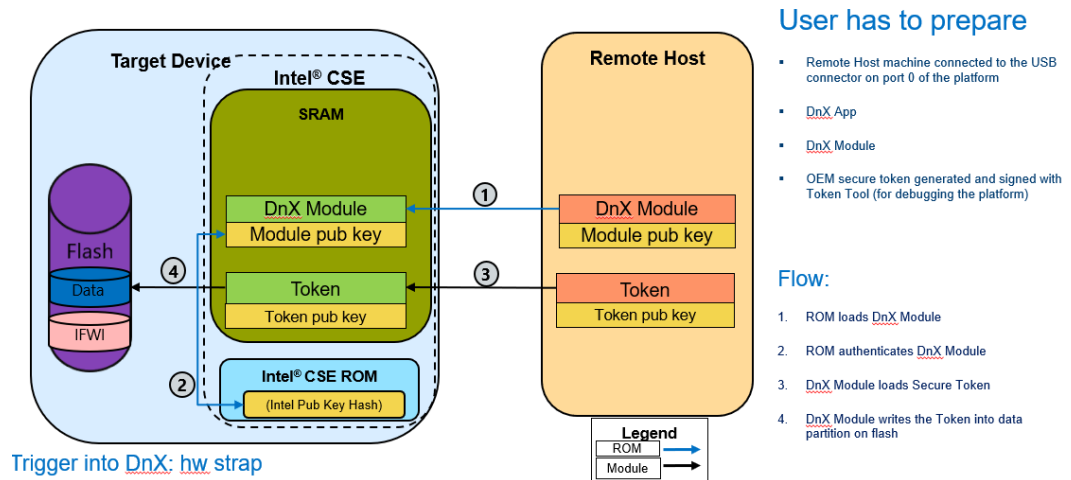 Target Device
Intel® CSE
SRAM
DnX Module
Module pub key
Token
Token pub key
Intel® CSE ROM
(Intel Pub Key Hash)
Flash
Data
IFWI
1
2
3
4
Remote Host
DnX Module
Module pub key
Token
Token pub key
Legend
ROM
Module
Trigger into DnX: hw strap
User has to prepare
▪ Remote Host machine connected to the USB
connector on port 0 of the platform
▪ DnX App
▪ DnX Module
▪ OEM secure token generated and signed with
Token Tool (for debugging the platform)
Flow:
1. ROM loads DnX Module
2. ROM authenticates DnX Module
3. DnX Module loads Secure Token
4. DnX Module writes the Token into data
partition on flash